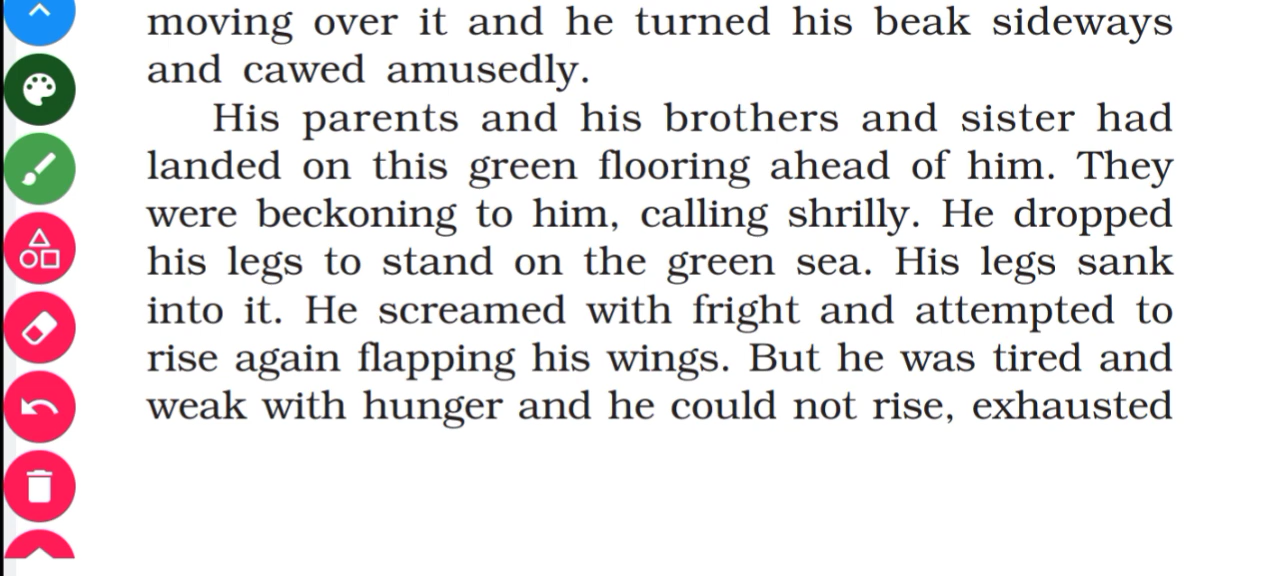 moving over it and he turned his beak sideways
and cawed amusedly.
His parents and his brothers and sister had
landed on this green flooring ahead of him. They
were beckoning to him, calling shrilly. He dropped
his legs to stand on the green sea. His legs sank
into it. He screamed with fright and attempted to
rise again flapping his wings. But he was tired and
weak with hunger and he could not rise, exhausted